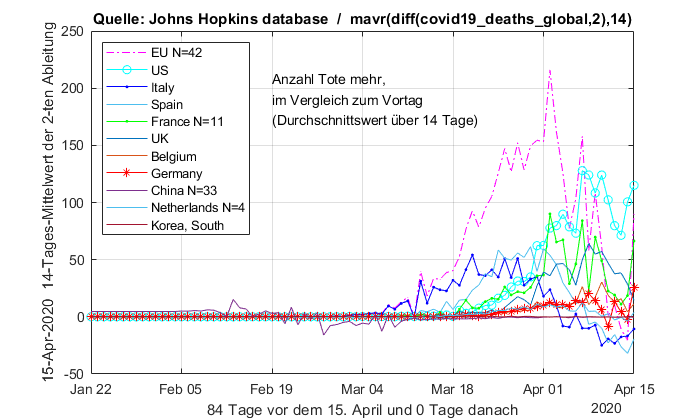 Quelle: Johns Hopkins database / mavr(diff(covid19_deaths_global,2),14)
250
200
150
100
50
0
-50
15-Apr-2020 14-Tages-Mittelwert der 2-ten Ableitung
EU N=42
US
Italy
Spain
France N=11
UK
Belgium
Germany
China N=33
Netherlands N=4
Korea, South
Anzahl Tote mehr,
im Vergleich zum Vortag
(Durchschnittswert über 14 Tage)
Jan 22 Feb 05 Feb 19 Mar 04 Mar 18 Apr 01 Apr 15
2020
84 Tage vor dem 15. April und 0 Tage danach